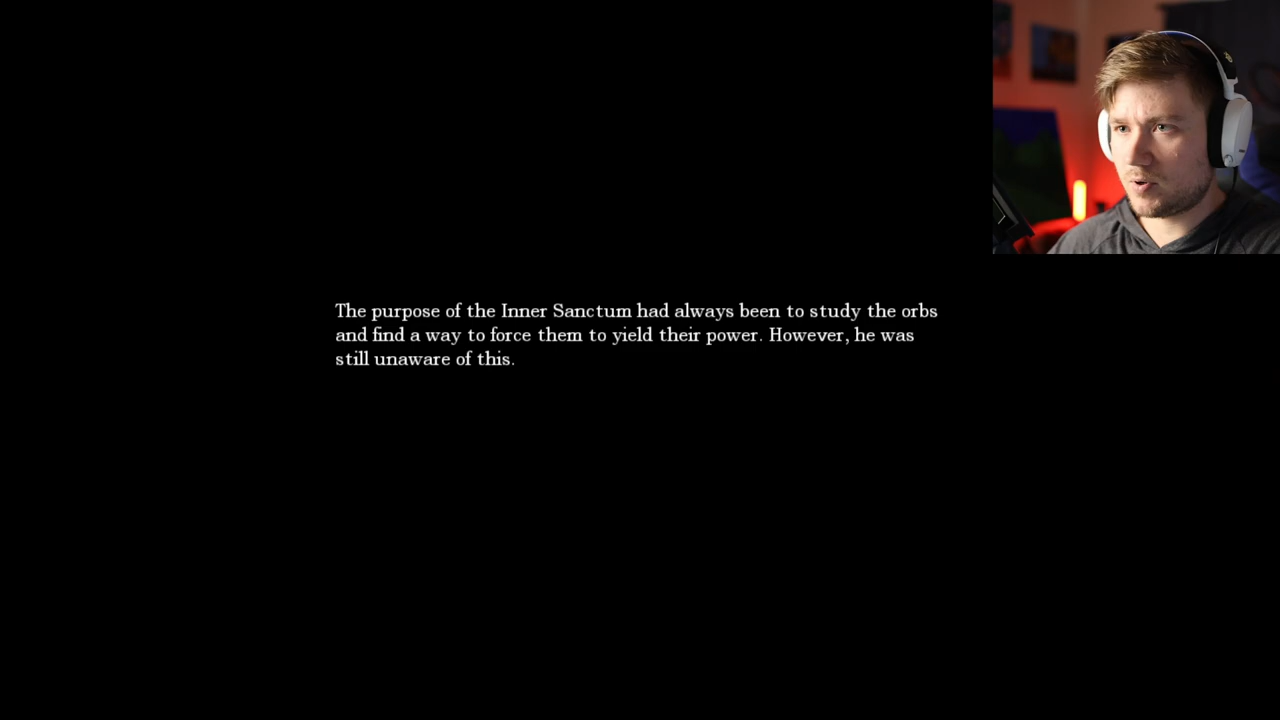 The purpose of the Inner Sanctum had always been to study the orbs
and find a way to force them to yield their power. However, he was
still unaware of this.